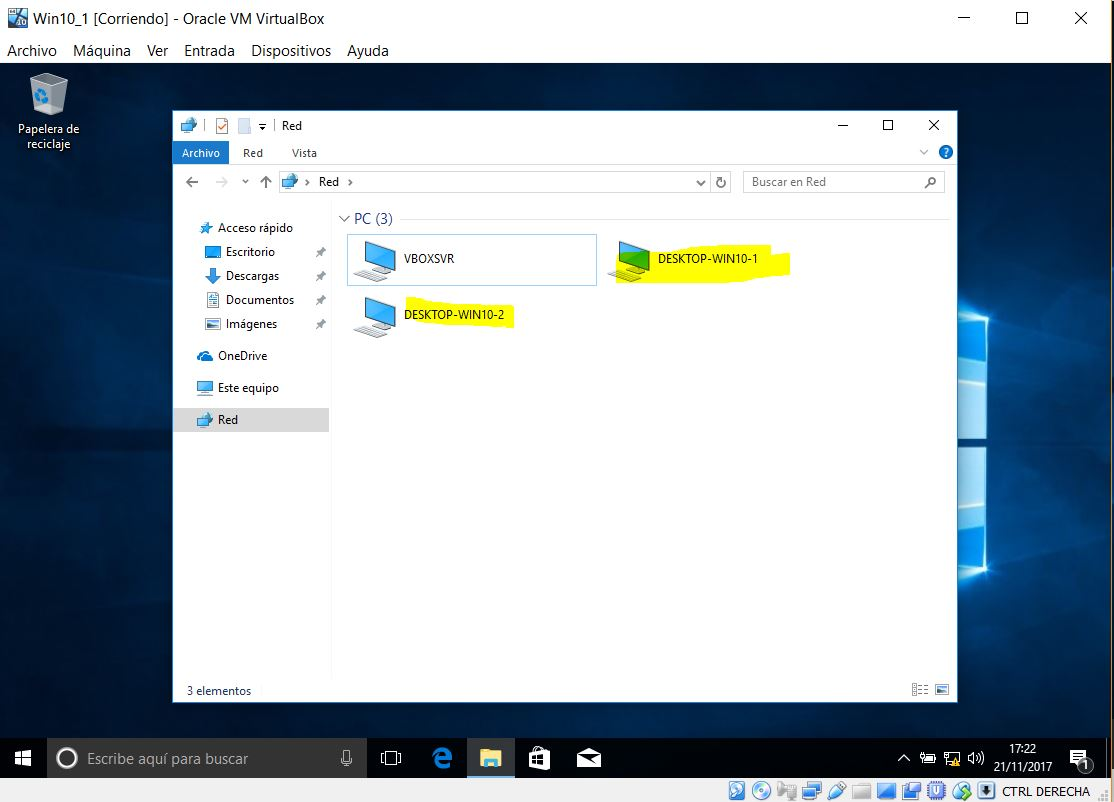 Win10_1 [Corriendo] - Oracle VM VirtualBox
Archivo Máquina Ver Entrada Dispositivos Ayuda
Papelera de
reciclaje
Red
Archivo Red Vista
Red
Buscar en Red
Acceso rápido
Escritorio
Descargas
Documentos
Imágenes
OneDrive
Este equipo
Red
PC (3)
VBOXSVR
DESKTOP-WIN10-1
DESKTOP-WIN10-2
3 elementos
Escribe aquí para buscar
17:22
21/11/2017
1
CTRL DERECHA